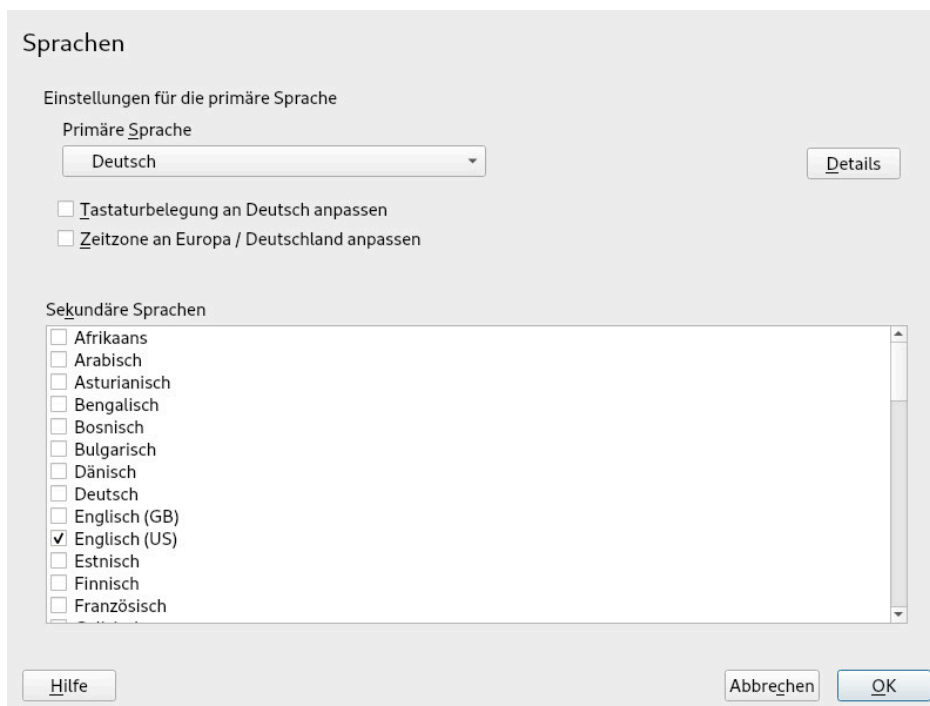 Sprachen
Einstellungen für die primäre Sprache
Primäre Sprache
Deutsch
Details
Tastaturbelegung an Deutsch anpassen
Zeitzone an Europa / Deutschland anpassen
Sekundäre Sprachen
Afrikaans
Arabisch
Asturianisch
Bengalisch
Bosnisch
Bulgarisch
Dänisch
Deutsch
Englisch (GB)
Englisch (US)
Estnisch
Finnisch
Französisch
Hilfe
Abbrechen
OK